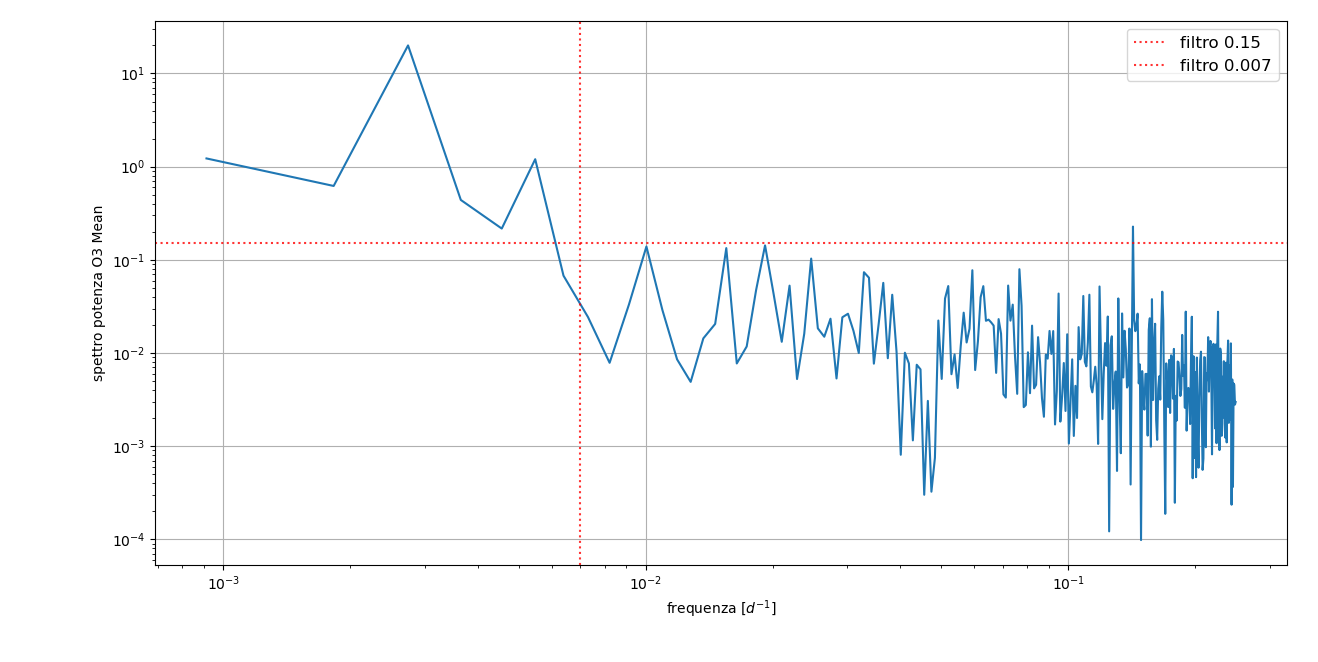 filtro 0.15
filtro 0.007
spettro potenza O3 Mean
10¹
10⁰
10⁻¹
10⁻²
10⁻³
10⁻⁴
10⁻³
10⁻²
10⁻¹
frequenza [d⁻¹]